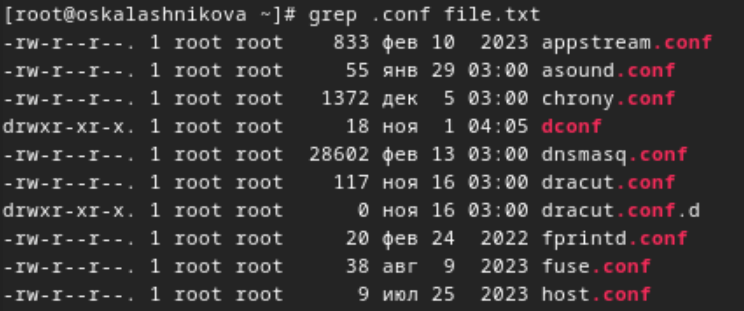 [root@oskalashnikova ~]# grep .conf file.txt
-rw-r--r--. 1 root root    833 фев 10  2023 appstream.conf
-rw-r--r--. 1 root root     55 янв 29 03:00 asound.conf
-rw-r--r--. 1 root root   1372 дек  5 03:00 chrony.conf
drwxr-xr-x. 1 root root     18 ноя  1 04:05 dconf
-rw-r--r--. 1 root root  28602 фев 13 03:00 dnsmasq.conf
-rw-r--r--. 1 root root    117 ноя 16 03:00 dracut.conf
drwxr-xr-x. 1 root root      0 ноя 16 03:00 dracut.conf.d
-rw-r--r--. 1 root root     20 фев 24  2022 fprintd.conf
-rw-r--r--. 1 root root     38 авг  9  2023 fuse.conf
-rw-r--r--. 1 root root      9 июл 25  2023 host.conf